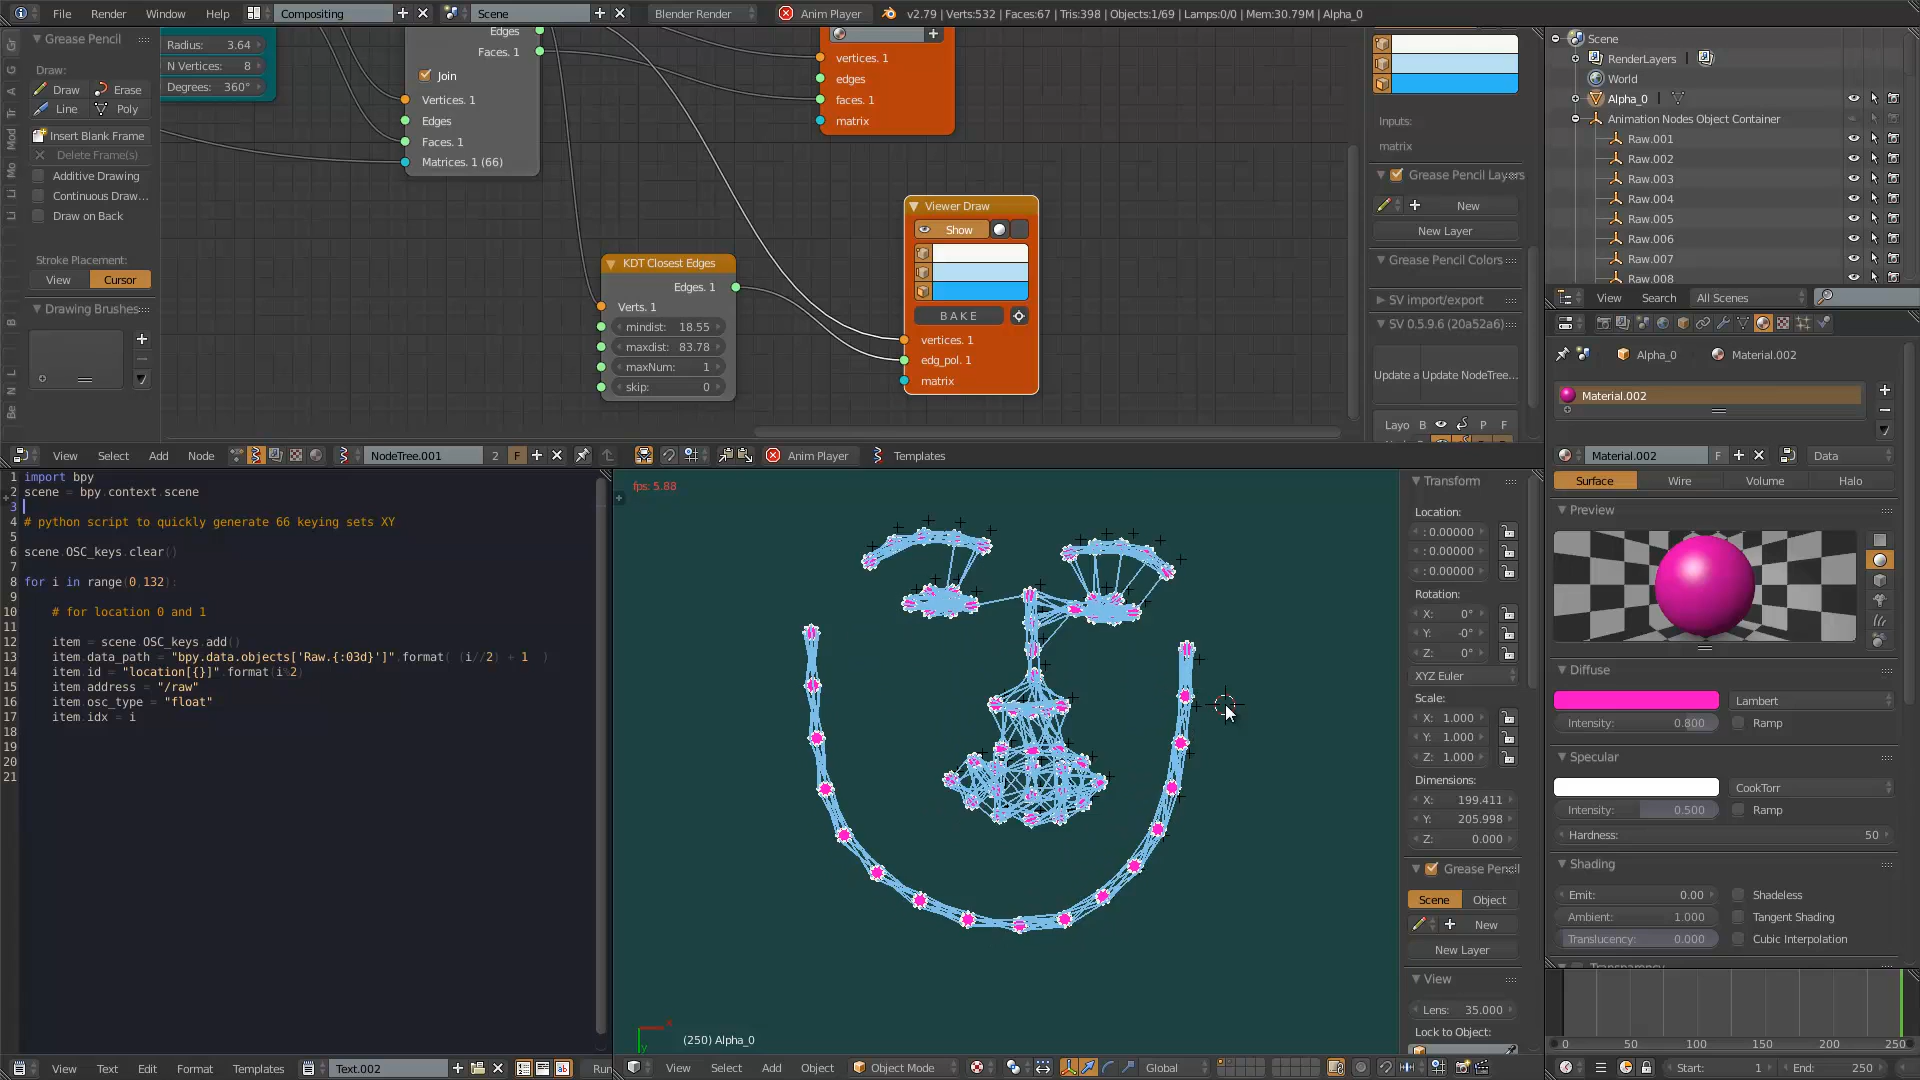 File Render Window Help Compositing Scene Blender Render Anim Player v2.79 | Verts:532 | Faces:67 | Tris:398 | Objects:1/69 | Lamps:0/0 | Mem:30.79M | Alpha_0
Grease Pencil
Draw:
Draw Erase
Line Poly
Insert Blank Frame
Delete Frame(s)
Additive Drawing
Continuous Draw...
Draw on Back
Stroke Placement:
View Cursor
Drawing Brushes
Radius: 3.64
N Vertices: 8
Degrees: 360°
Edges
Faces. 1
Join
Vertices. 1
Edges
Faces. 1
Matrices. 1 (66)
vertices. 1
edges
faces. 1
matrix
KDT Closest Edges
Edges. 1
Verts. 1
mindist: 18.55
maxdist: 83.78
maxNum: 1
skip: 0
Viewer Draw
Show
BAKE
vertices. 1
edg_pol. 1
matrix
Inputs:
matrix
Grease Pencil Layers
New
New Layer
Grease Pencil Colors
SV import/export
SV 0.5.9.6 (20a52a6)
Update a Update NodeTree...
Layo B P F
View Select Add Node NodeTree.001 2 F Anim Player Templates
1 import bpy
2 scene = bpy.context.scene
3
4 # python script to quickly generate 66 keying sets XY
5
6 scene.OSC_keys.clear()
7
8 for i in range(0,132):
9
10 # for location 0 and 1
11
12 item = scene.OSC_keys.add()
13 item.data_path = "bpy.data.objects['Raw.{:03d}']".format( (i//2) + 1 )
14 item.id = "location[{}]".format(i%2)
15 item.address = "/raw"
16 item.osc_type = "float"
17 item.idx = i
18
19
20
21
View Text Edit Format Templates Text.002 Run
fps: 5.88
(250) Alpha_0
View Select Add Object Object Mode Global
Transform
Location:
: 0.00000
: 0.00000
: 0.00000
Rotation:
X: 0°
Y: -0°
Z: 0°
XYZ Euler
Scale:
X: 1.000
Y: 1.000
Z: 1.000
Dimensions:
X: 199.411
Y: 205.998
Z: 0.000
Grease Pencil
Scene Object
New
New Layer
View
Lens: 35.000
Lock to Object:
Scene
RenderLayers
World
Alpha_0
Animation Nodes Object Container
Raw.001
Raw.002
Raw.003
Raw.004
Raw.005
Raw.006
Raw.007
Raw.008
View Search All Scenes
Alpha_0 Material.002
Material.002
Material.002 F Data
Surface Wire Volume Halo
Preview
Diffuse
Lambert
Intensity: 0.800 Ramp
Specular
CookTorr
Intensity: 0.500 Ramp
Hardness: 50
Shading
Emit: 0.00 Shadeless
Ambient: 1.000 Tangent Shading
Translucency: 0.000 Cubic Interpolation
0 50 100 150 200 250
Start: 1 End: 250